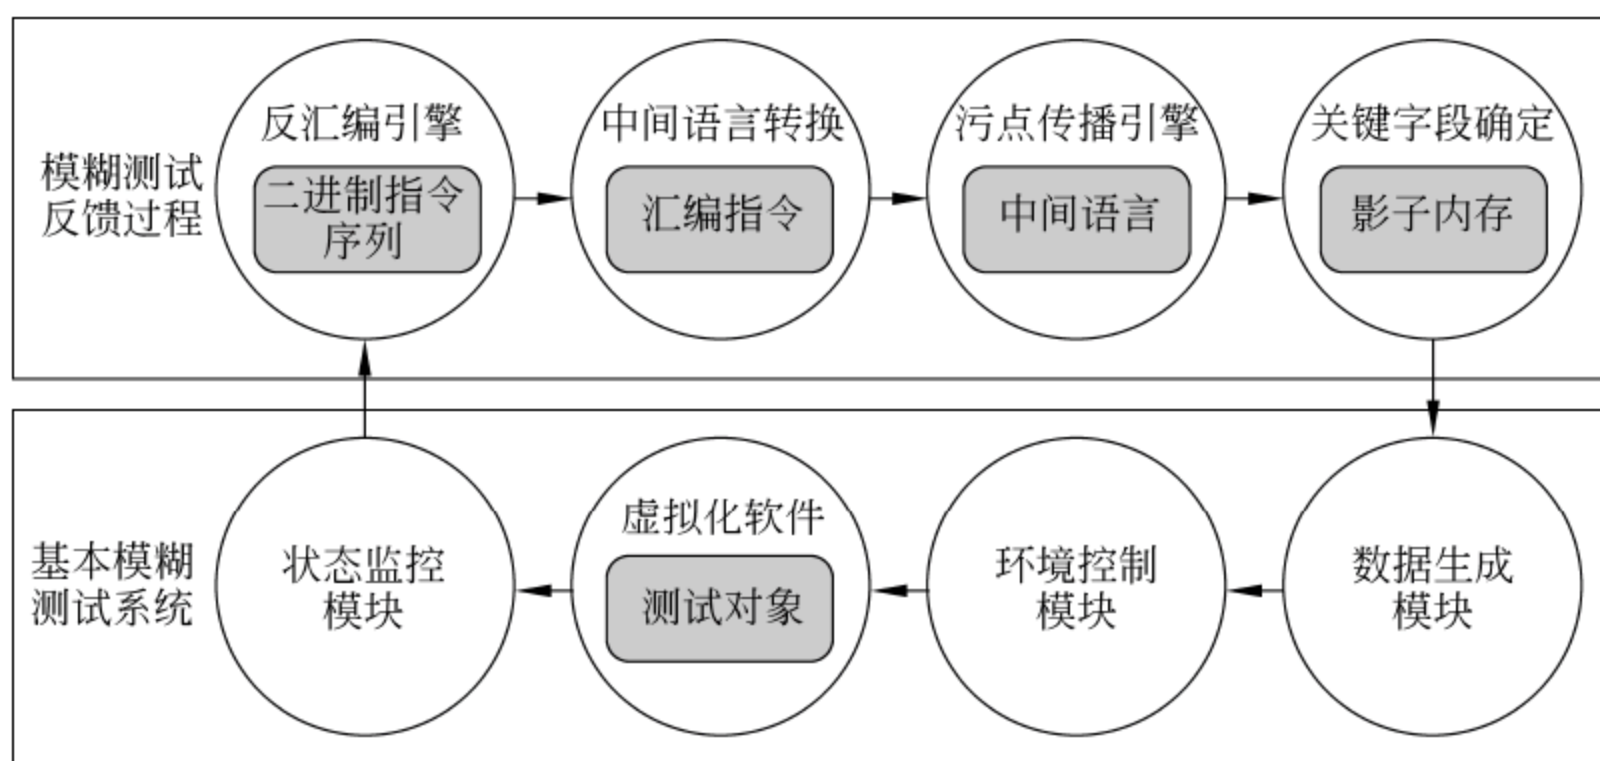 模糊测试
反馈过程
反汇编引擎
二进制指令
序列
中间语言转换
汇编指令
污点传播引擎
中间语言
关键字段确定
影子内存
基本模糊
测试系统
状态监控
模块
虚拟化软件
测试对象
环境控制
模块
数据生成
模块